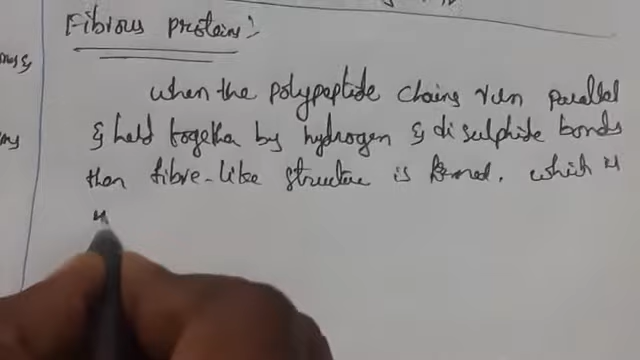 Fibrous protein:
when the polypeptide chains run parallel
& held together by hydrogen & disulphide bonds
then fibre-like structure is formed. which is